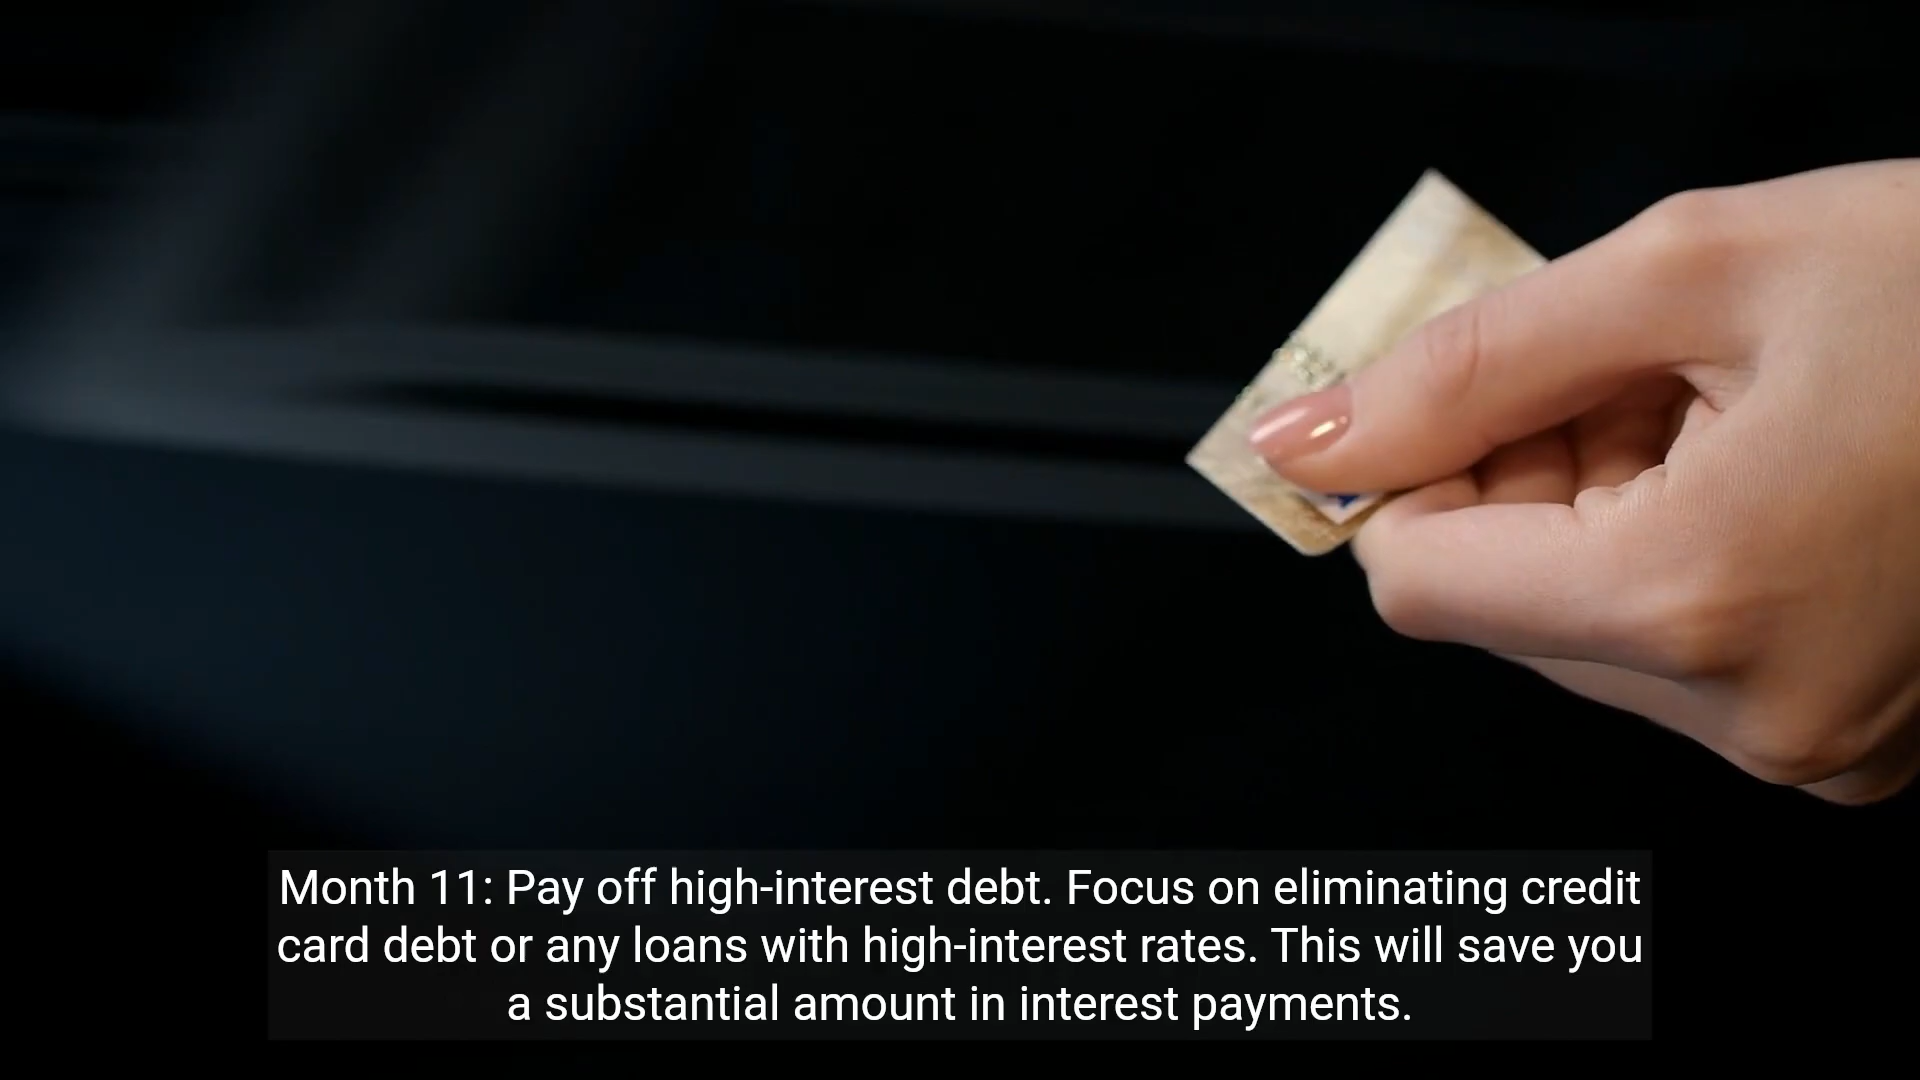 Month 11: Pay off high-interest debt. Focus on eliminating credit
card debt or any loans with high-interest rates. This will save you
a substantial amount in interest payments.